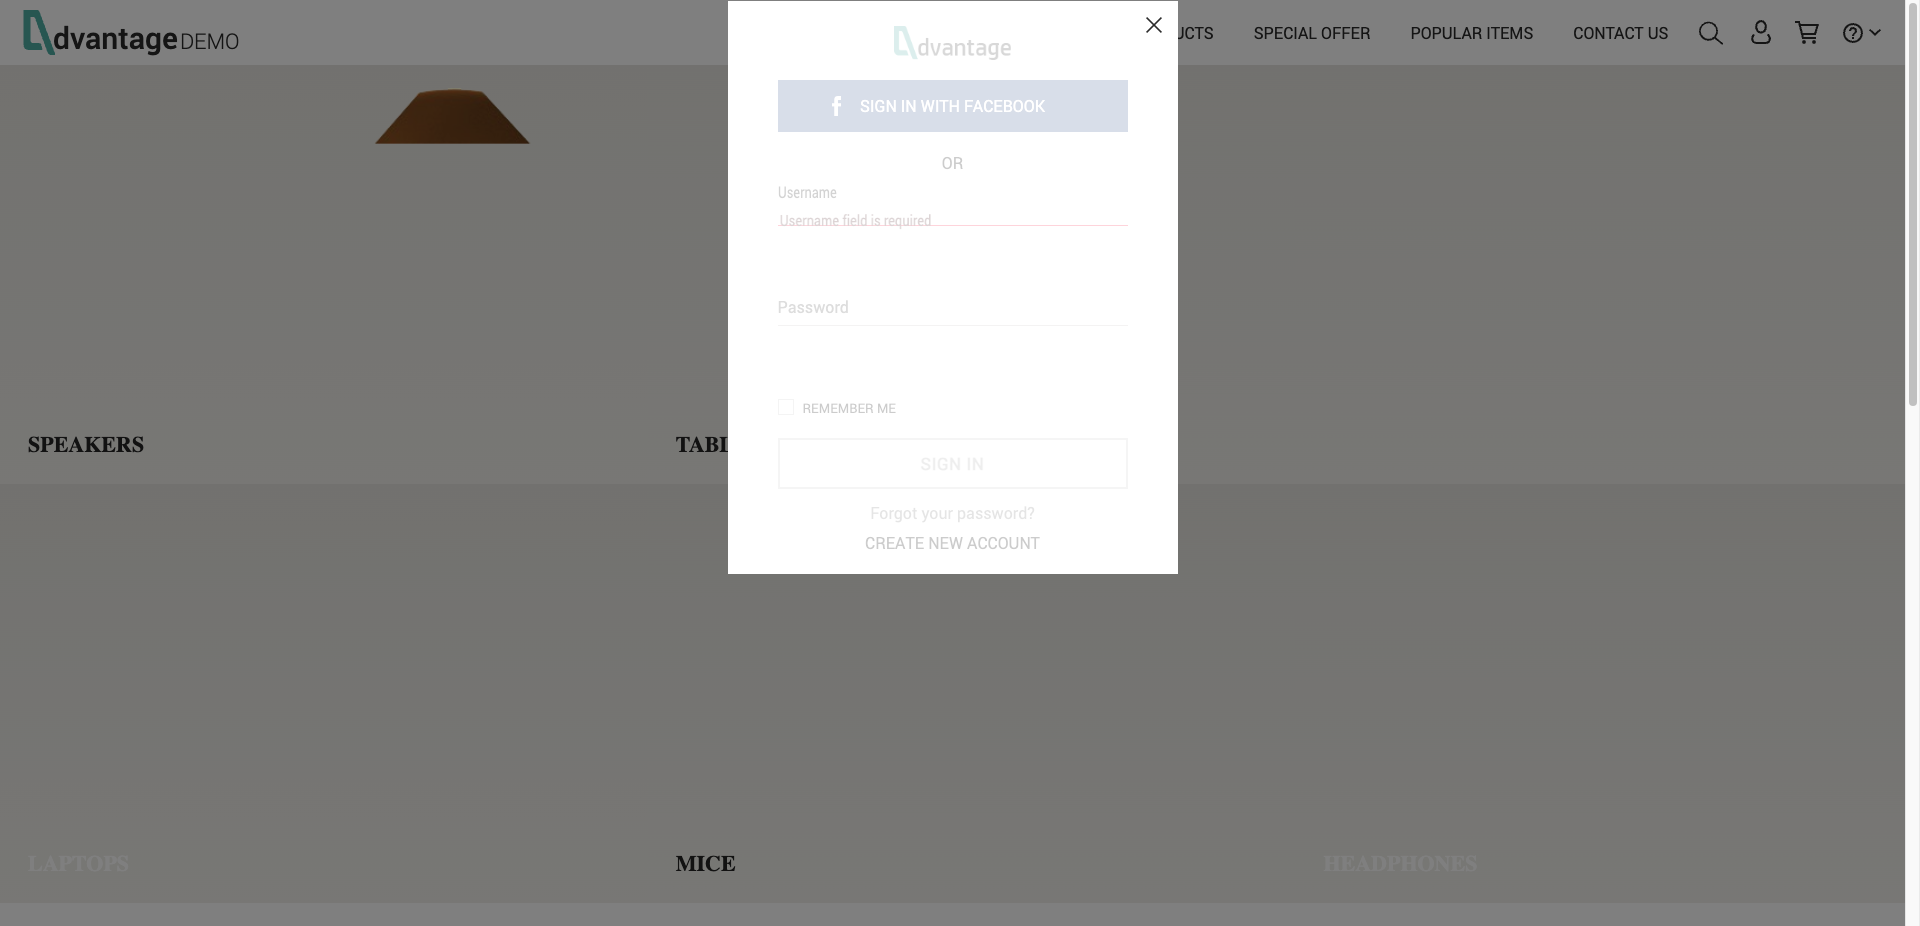 dvantage DEMO
UCTS
SPECIAL OFFER
POPULAR ITEMS
CONTACT US
dvantage
SIGN IN WITH FACEBOOK
OR
Username
Username field is required
Password
REMEMBER ME
SIGN IN
Forgot your password?
CREATE NEW ACCOUNT
SPEAKERS
TABL
LAPTOPS
MICE
HEADPHONES